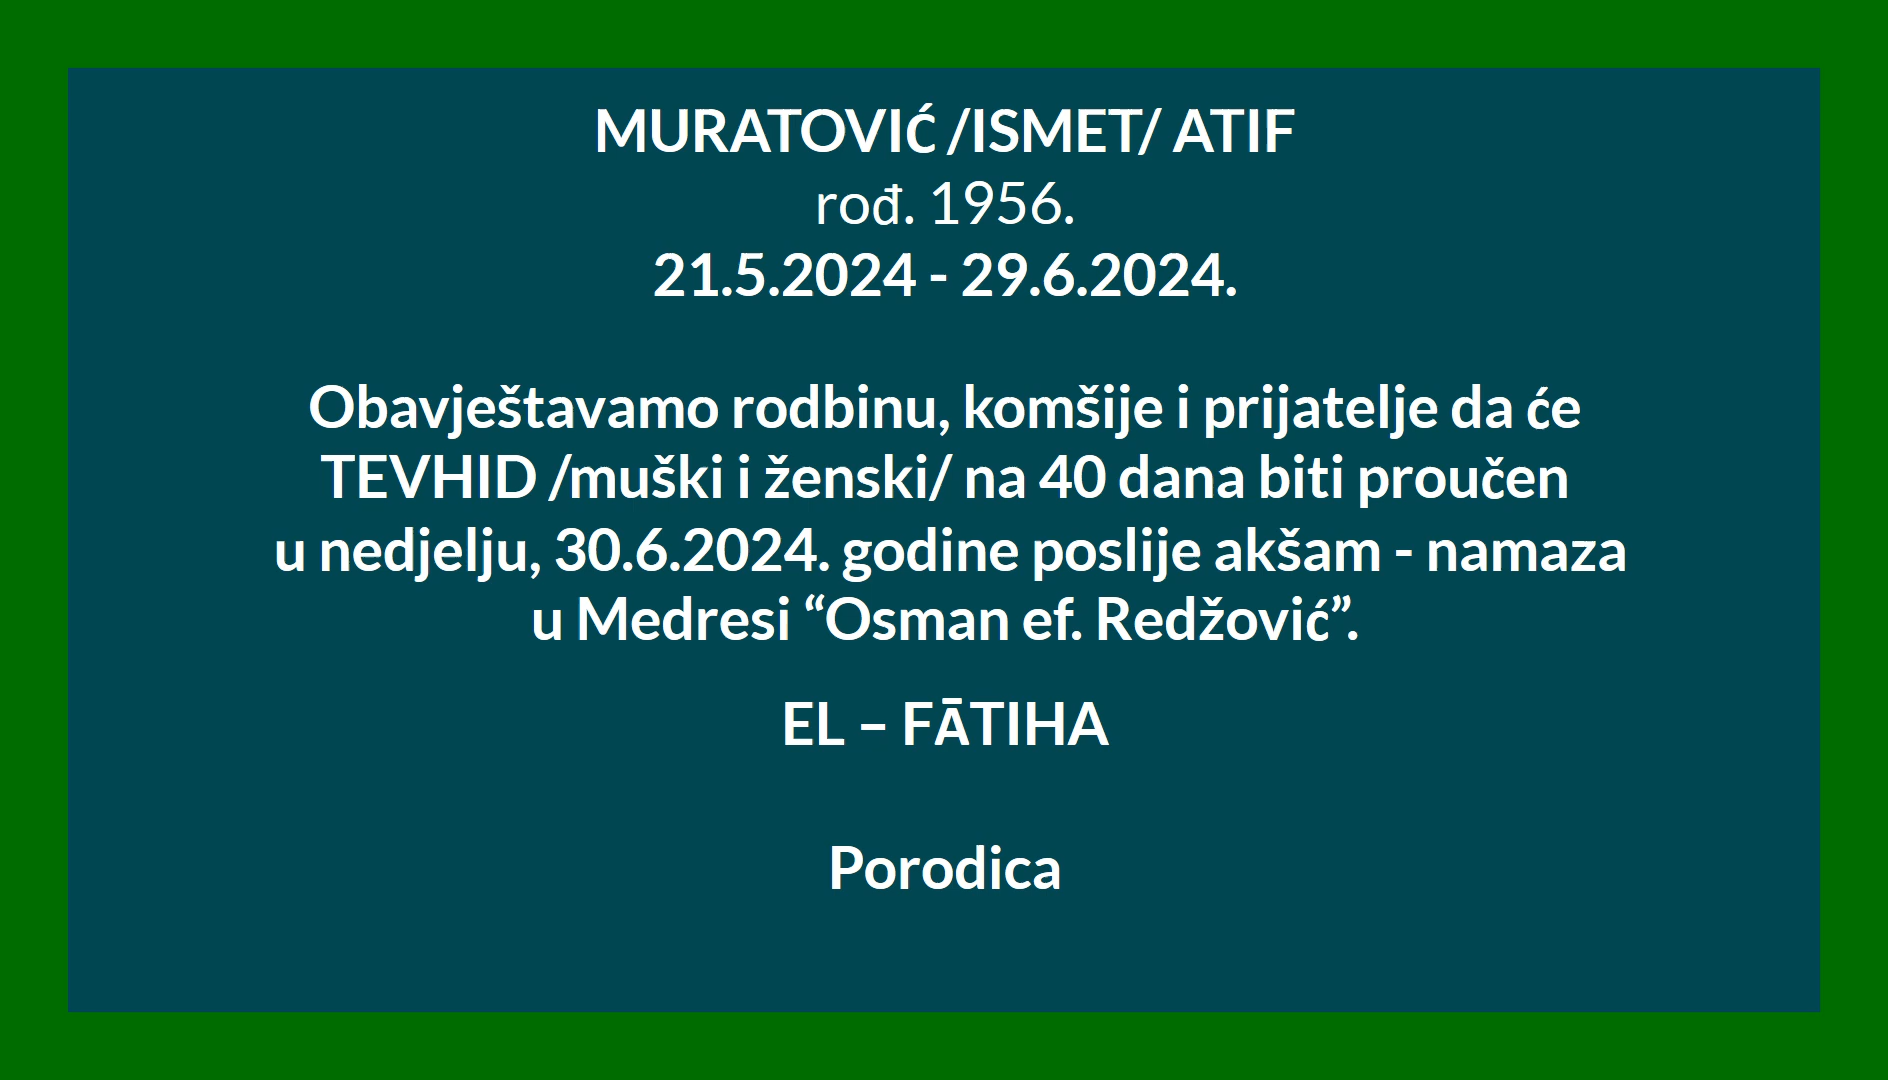 MURATOVIĆ /ISMET/ ATIF
rođ. 1956.
21.5.2024 - 29.6.2024.
Obavještavamo rodbinu, komšije i prijatelje da će
TEVHID /muški i ženski/ na 40 dana biti proučen
u nedjelju, 30.6.2024. godine poslije akšam - namaza
u Medresi “Osman ef. Redžović”.
EL – FĀTIHA
Porodica